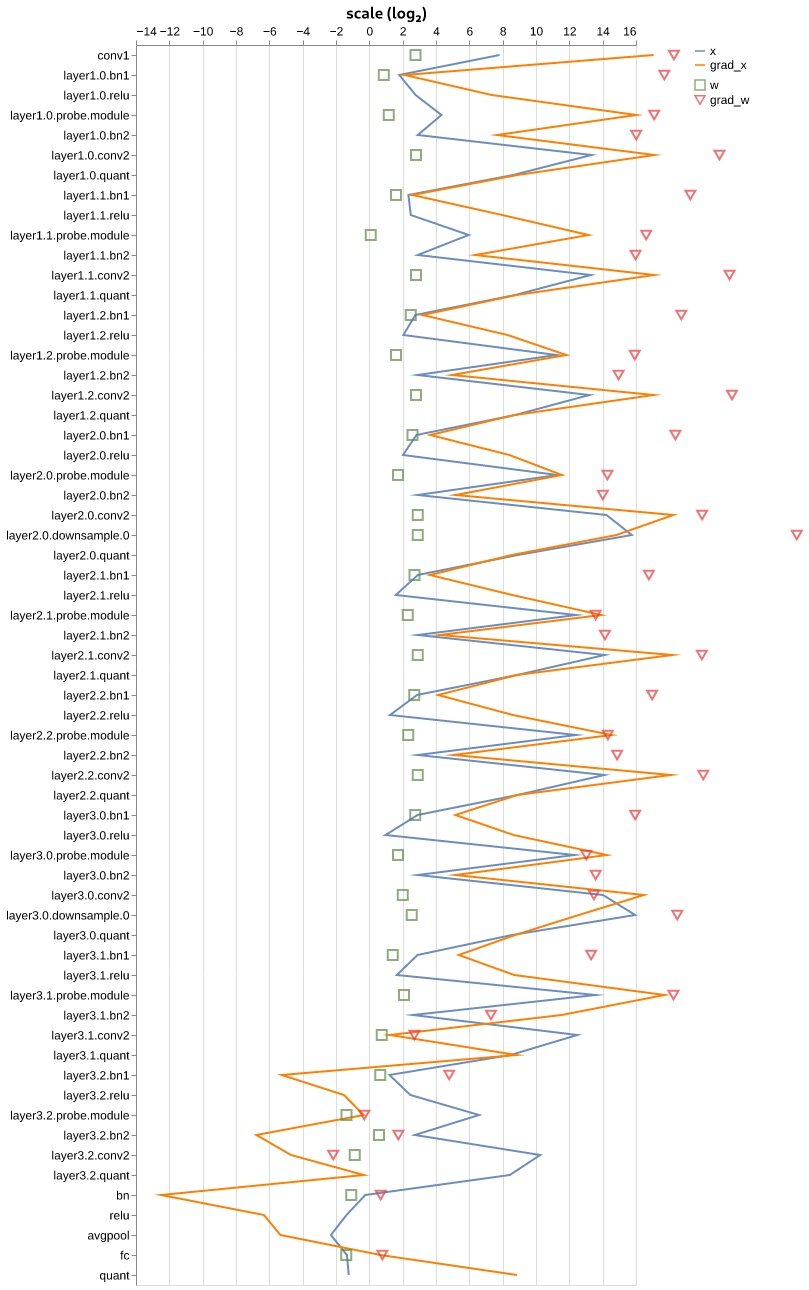 scale (log₂)
−14 −12 −10 −8 −6 −4 −2 0 2 4 6 8 10 12 14 16
x
grad_x
w
grad_w
conv1
layer1.0.bn1
layer1.0.relu
layer1.0.probe.module
layer1.0.bn2
layer1.0.conv2
layer1.0.quant
layer1.1.bn1
layer1.1.relu
layer1.1.probe.module
layer1.1.bn2
layer1.1.conv2
layer1.1.quant
layer1.2.bn1
layer1.2.relu
layer1.2.probe.module
layer1.2.bn2
layer1.2.conv2
layer1.2.quant
layer2.0.bn1
layer2.0.relu
layer2.0.probe.module
layer2.0.bn2
layer2.0.conv2
layer2.0.downsample.0
layer2.0.quant
layer2.1.bn1
layer2.1.relu
layer2.1.probe.module
layer2.1.bn2
layer2.1.conv2
layer2.1.quant
layer2.2.bn1
layer2.2.relu
layer2.2.probe.module
layer2.2.bn2
layer2.2.conv2
layer2.2.quant
layer3.0.bn1
layer3.0.relu
layer3.0.probe.module
layer3.0.bn2
layer3.0.conv2
layer3.0.downsample.0
layer3.0.quant
layer3.1.bn1
layer3.1.relu
layer3.1.probe.module
layer3.1.bn2
layer3.1.conv2
layer3.1.quant
layer3.2.bn1
layer3.2.relu
layer3.2.probe.module
layer3.2.bn2
layer3.2.conv2
layer3.2.quant
bn
relu
avgpool
fc
quant